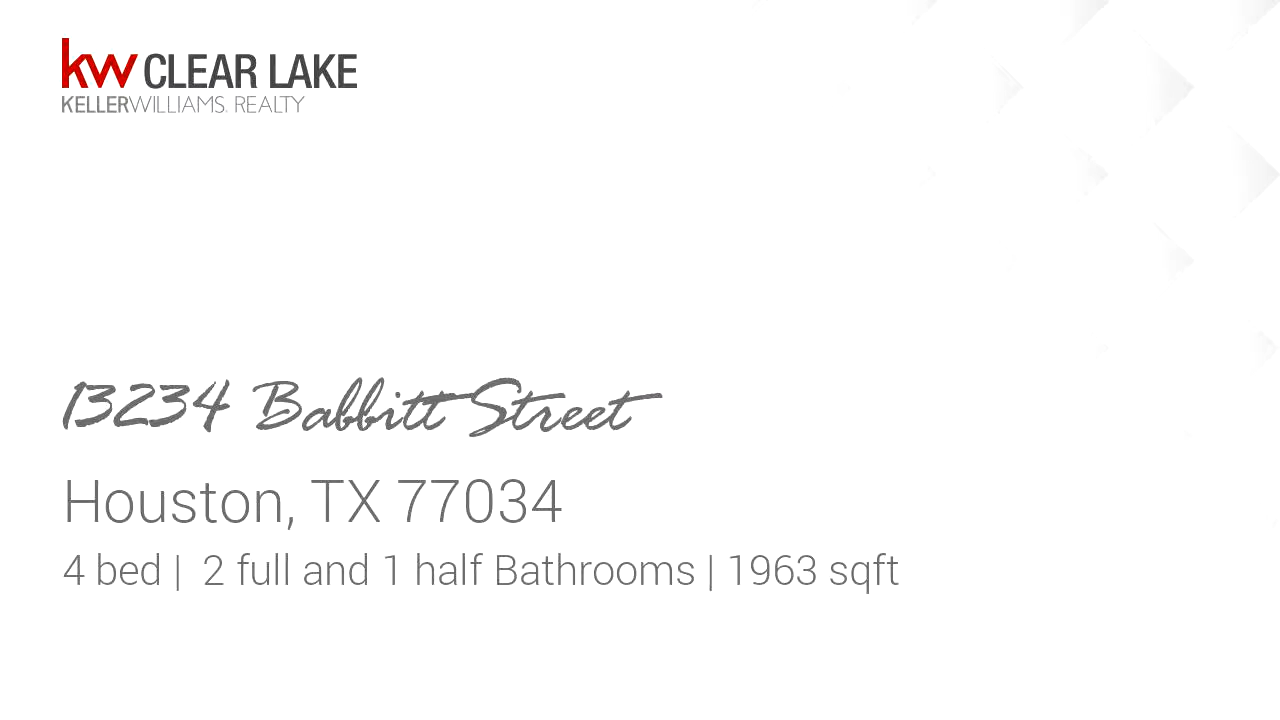 kw CLEAR LAKE
KELLERWILLIAMS. REALTY
13234 Babbitt Street
Houston, TX 77034
4 bed | 2 full and 1 half Bathrooms | 1963 sqft